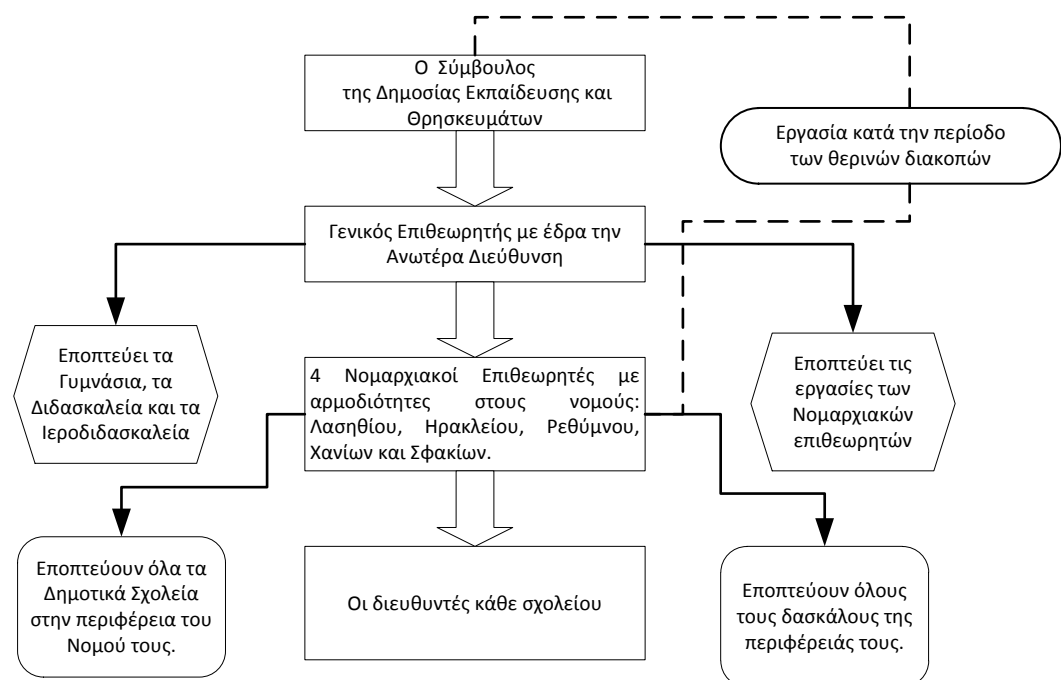 Ο Σύμβουλος
της Δημοσίας Εκπαίδευσης και
Θρησκευμάτων
Εργασία κατά την περίοδο
των θερινών διακοπών
Γενικός Επιθεωρητής με έδρα την
Ανωτέρα Διεύθυνση
Εποπτεύει τα
Γυμνάσια, τα
Διδασκαλεία και τα
Ιεροδιδασκαλεία
4 Νομαρχιακοί Επιθεωρητές με
αρμοδιότητες στους νομούς:
Λασηθίου, Ηρακλείου, Ρεθύμνου,
Χανίων και Σφακίων.
Εποπτεύει τις
εργασίες των
Νομαρχιακών
επιθεωρητών
Εποπτεύουν όλα τα
Δημοτικά Σχολεία
στην περιφέρεια του
Νομού τους.
Οι διευθυντές κάθε σχολείου
Εποπτεύουν όλους
τους δασκάλους της
περιφέρειάς τους.